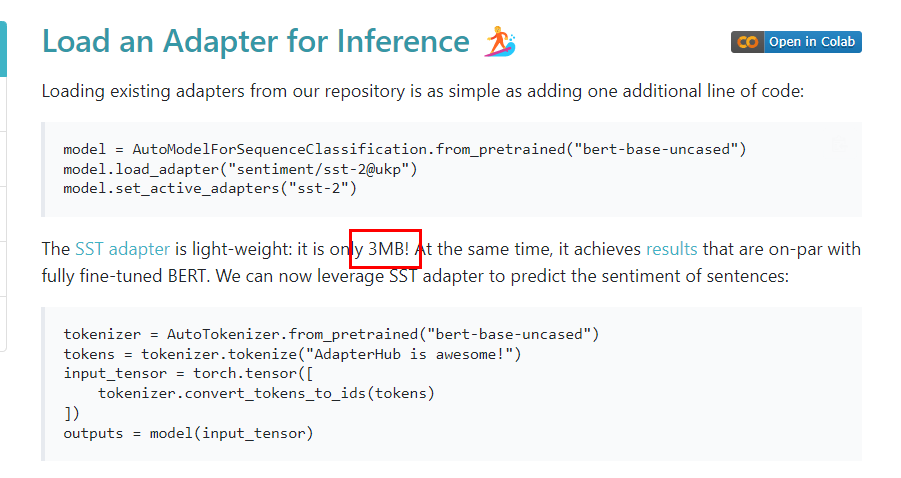 Load an Adapter for Inference 🏄
CO Open in Colab
Loading existing adapters from our repository is as simple as adding one additional line of code:
model = AutoModelForSequenceClassification.from_pretrained("bert-base-uncased")
model.load_adapter("sentiment/sst-2@ukp")
model.set_active_adapters("sst-2")
The SST adapter is light-weight: it is only 3MB! At the same time, it achieves results that are on-par with
fully fine-tuned BERT. We can now leverage SST adapter to predict the sentiment of sentences:
tokenizer = AutoTokenizer.from_pretrained("bert-base-uncased")
tokens = tokenizer.tokenize("AdapterHub is awesome!")
input_tensor = torch.tensor([
    tokenizer.convert_tokens_to_ids(tokens)
])
outputs = model(input_tensor)